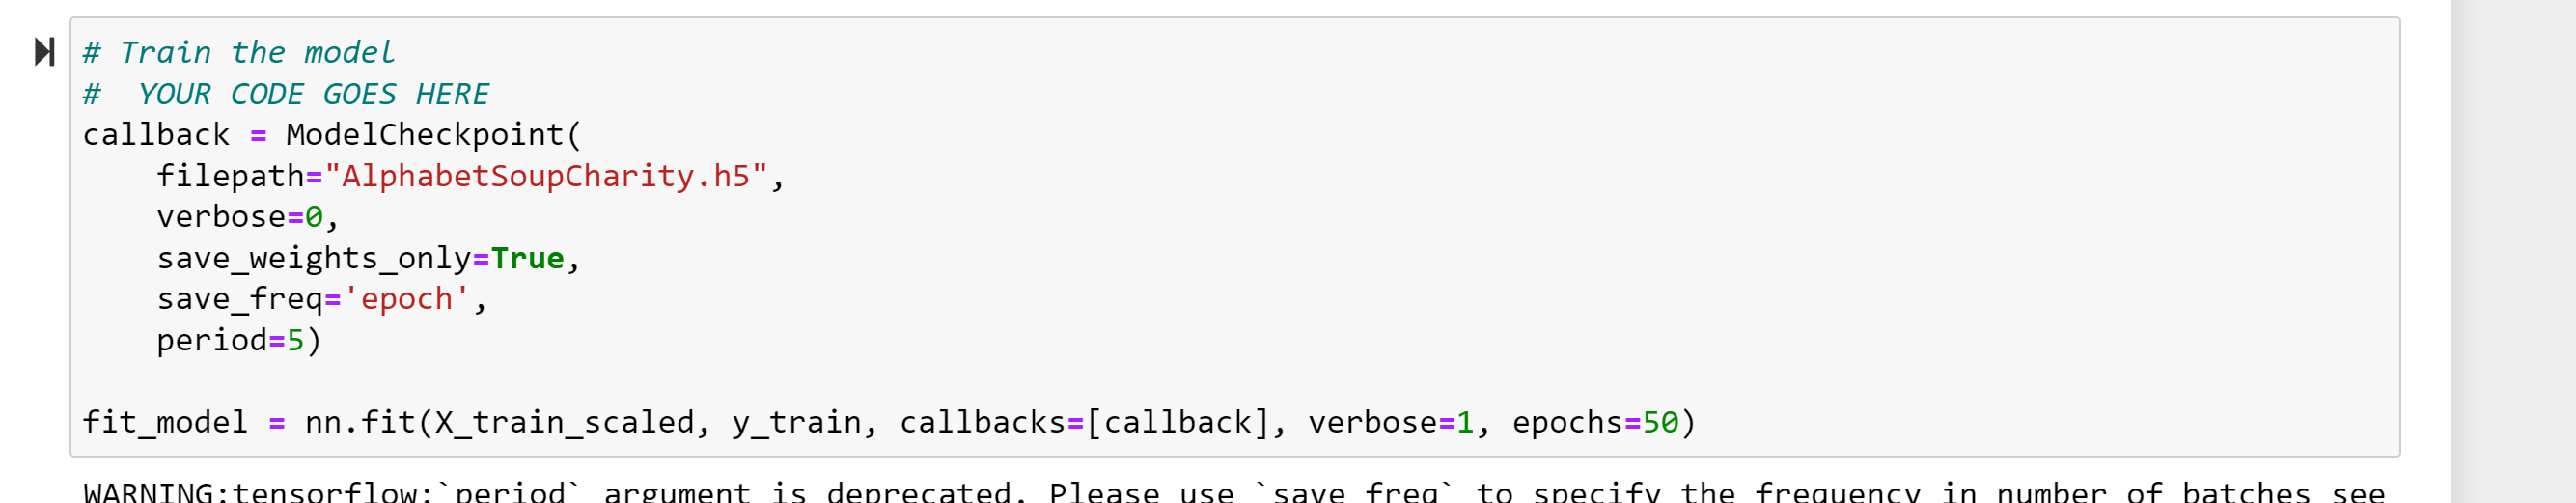 # Train the model
#  YOUR CODE GOES HERE
callback = ModelCheckpoint(
    filepath="AlphabetSoupCharity.h5",
    verbose=0,
    save_weights_only=True,
    save_freq='epoch',
    period=5)
fit_model = nn.fit(X_train_scaled, y_train, callbacks=[callback], verbose=1, epochs=50)
WARNING:tensorflow:`period` argument is deprecated. Please use `save_freq` to specify the frequency in number of batches see